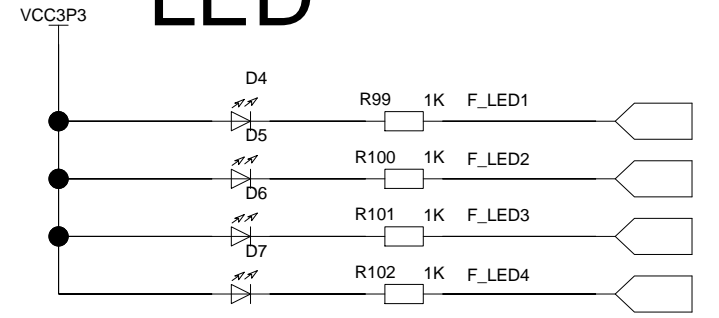 LED
VCC3P3
D4
R99 1K F_LED1
D5
R100 1K F_LED2
D6
R101 1K F_LED3
D7
R102 1K F_LED4